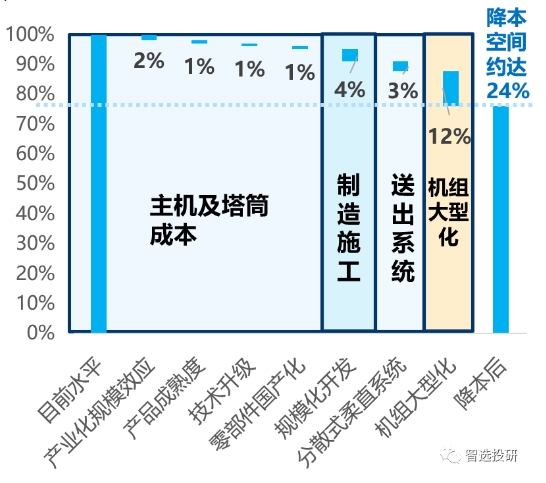 100%
90%
80%
70%
60%
50%
40%
30%
20%
10%
0%
2%
1%
1%
1%
4%
3%
12%
降本
空间
约达
24%
主机及塔筒
成本
制造施工
送出系统
机组
大型
化
目前水平
产业化规模效应
产品成熟度
技术升级
零部件国产化
规模化开发
分散式柔直系统
机组大型化
降本后
智选投研